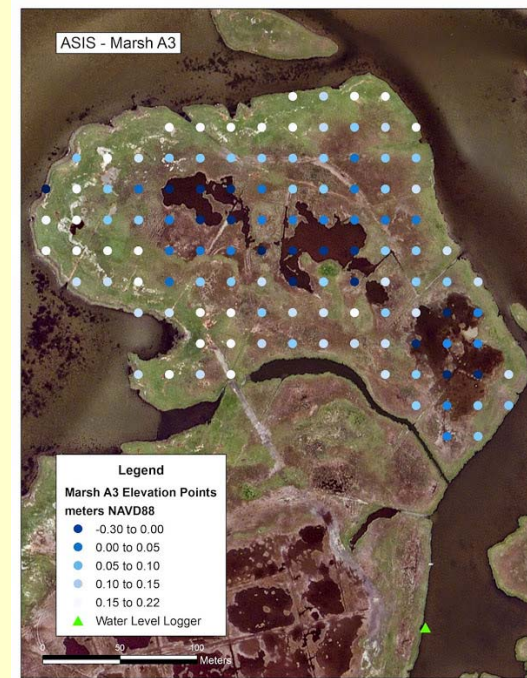 ASIS - Marsh A3
Legend
Marsh A3 Elevation Points
meters NAVD88
-0.30 to 0.00
0.00 to 0.05
0.05 to 0.10
0.10 to 0.15
0.15 to 0.22
Water Level Logger
0 50 100
Meters